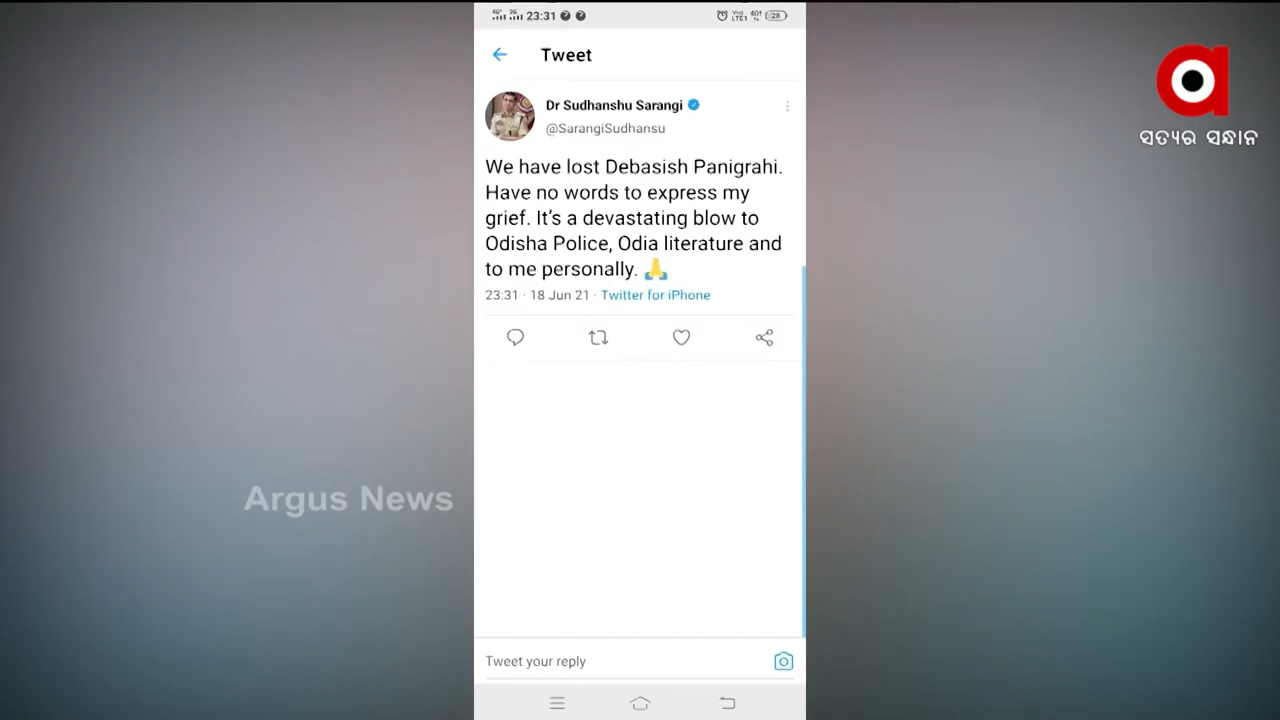 23:31
28
Tweet
Dr Sudhanshu Sarangi
@SarangiSudhansu
We have lost Debasish Panigrahi.
Have no words to express my
grief. It's a devastating blow to
Odisha Police, Odia literature and
to me personally. 🙏
23:31 · 18 Jun 21 · Twitter for iPhone
Tweet your reply
Argus News
ସତ୍ୟର ସନ୍ଧାନ